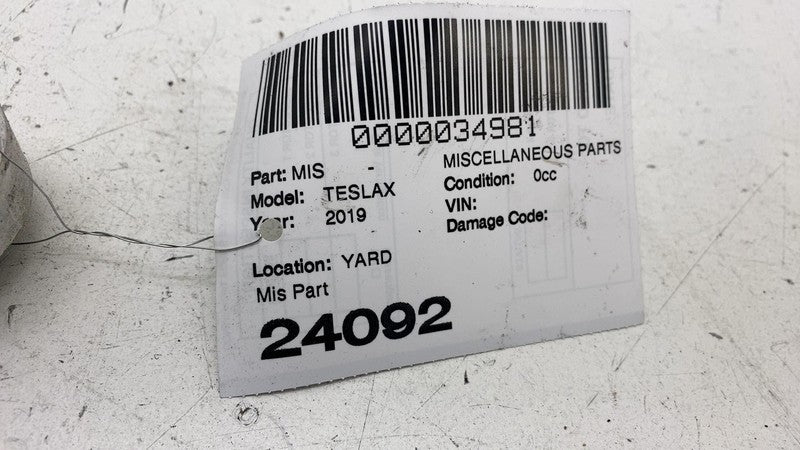 0000034981
Part: MIS - MISCELLANEOUS PARTS
Model: TESLAX Condition: 0cc
Year: 2019 VIN:
Damage Code:
Location: YARD
Mis Part
24092